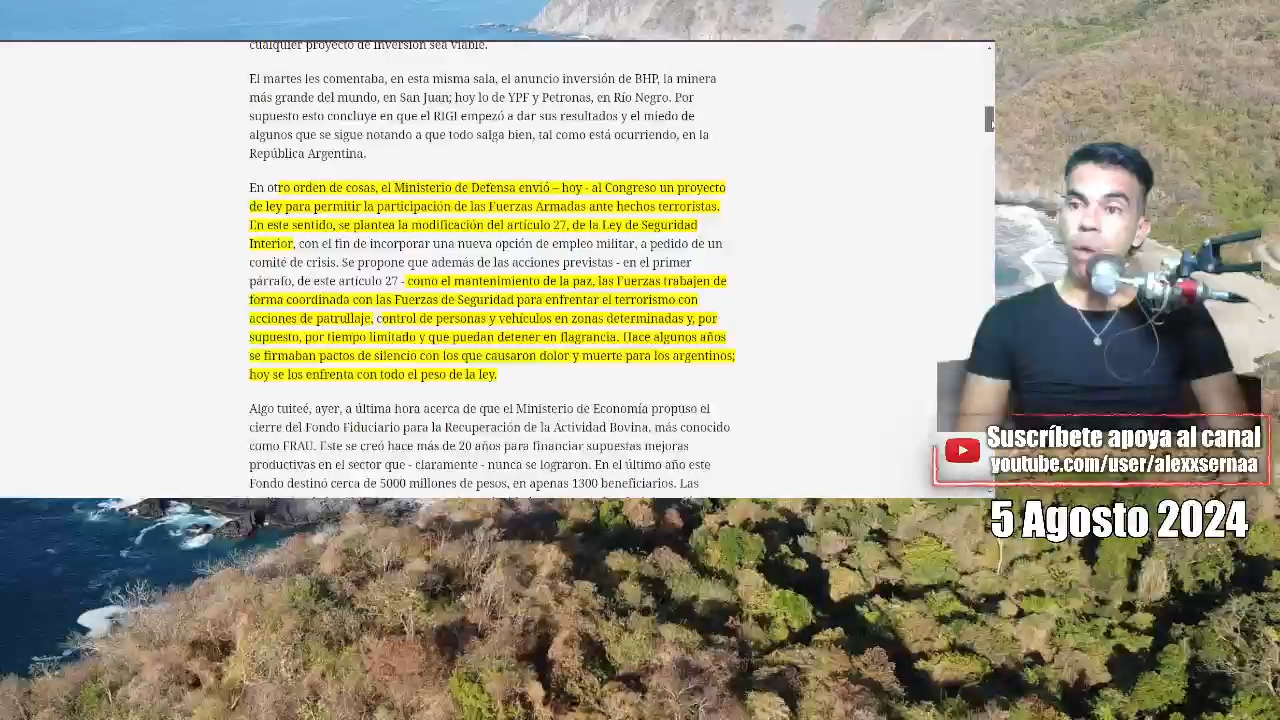 cualquier proyecto de inversión sea viable.
El martes les comentaba, en esta misma sala, el anuncio inversión de BHP, la minera
más grande del mundo, en San Juan; hoy lo de YPF y Petronas, en Río Negro. Por
supuesto esto concluye en que el RIGI empezó a dar sus resultados y el miedo de
algunos que se sigue notando a que todo salga bien, tal como está ocurriendo, en la
República Argentina.
En otro orden de cosas, el Ministerio de Defensa envió – hoy - al Congreso un proyecto
de ley para permitir la participación de las Fuerzas Armadas ante hechos terroristas.
En este sentido, se plantea la modificación del artículo 27, de la Ley de Seguridad
Interior, con el fin de incorporar una nueva opción de empleo militar, a pedido de un
comité de crisis. Se propone que además de las acciones previstas - en el primer
párrafo, de este artículo 27 - como el mantenimiento de la paz, las Fuerzas trabajen de
forma coordinada con las Fuerzas de Seguridad para enfrentar el terrorismo con
acciones de patrullaje, control de personas y vehículos en zonas determinadas y, por
supuesto, por tiempo limitado y que puedan detener en flagrancia. Hace algunos años
se firmaban pactos de silencio con los que causaron dolor y muerte para los argentinos;
hoy se los enfrenta con todo el peso de la ley.
Algo tuiteé, ayer, a última hora acerca de que el Ministerio de Economía propuso el
cierre del Fondo Fiduciario para la Recuperación de la Actividad Bovina, más conocido
como FRAU. Este se creó hace más de 20 años para financiar supuestas mejoras
productivas en el sector que - claramente - nunca se lograron. En el último año este
Fondo destino cerca de 5000 millones de pesos, en apenas 1300 beneficiarios. Las
Suscríbete apoya al canal
youtube.com/user/alexxsernaa
5 Agosto 2024